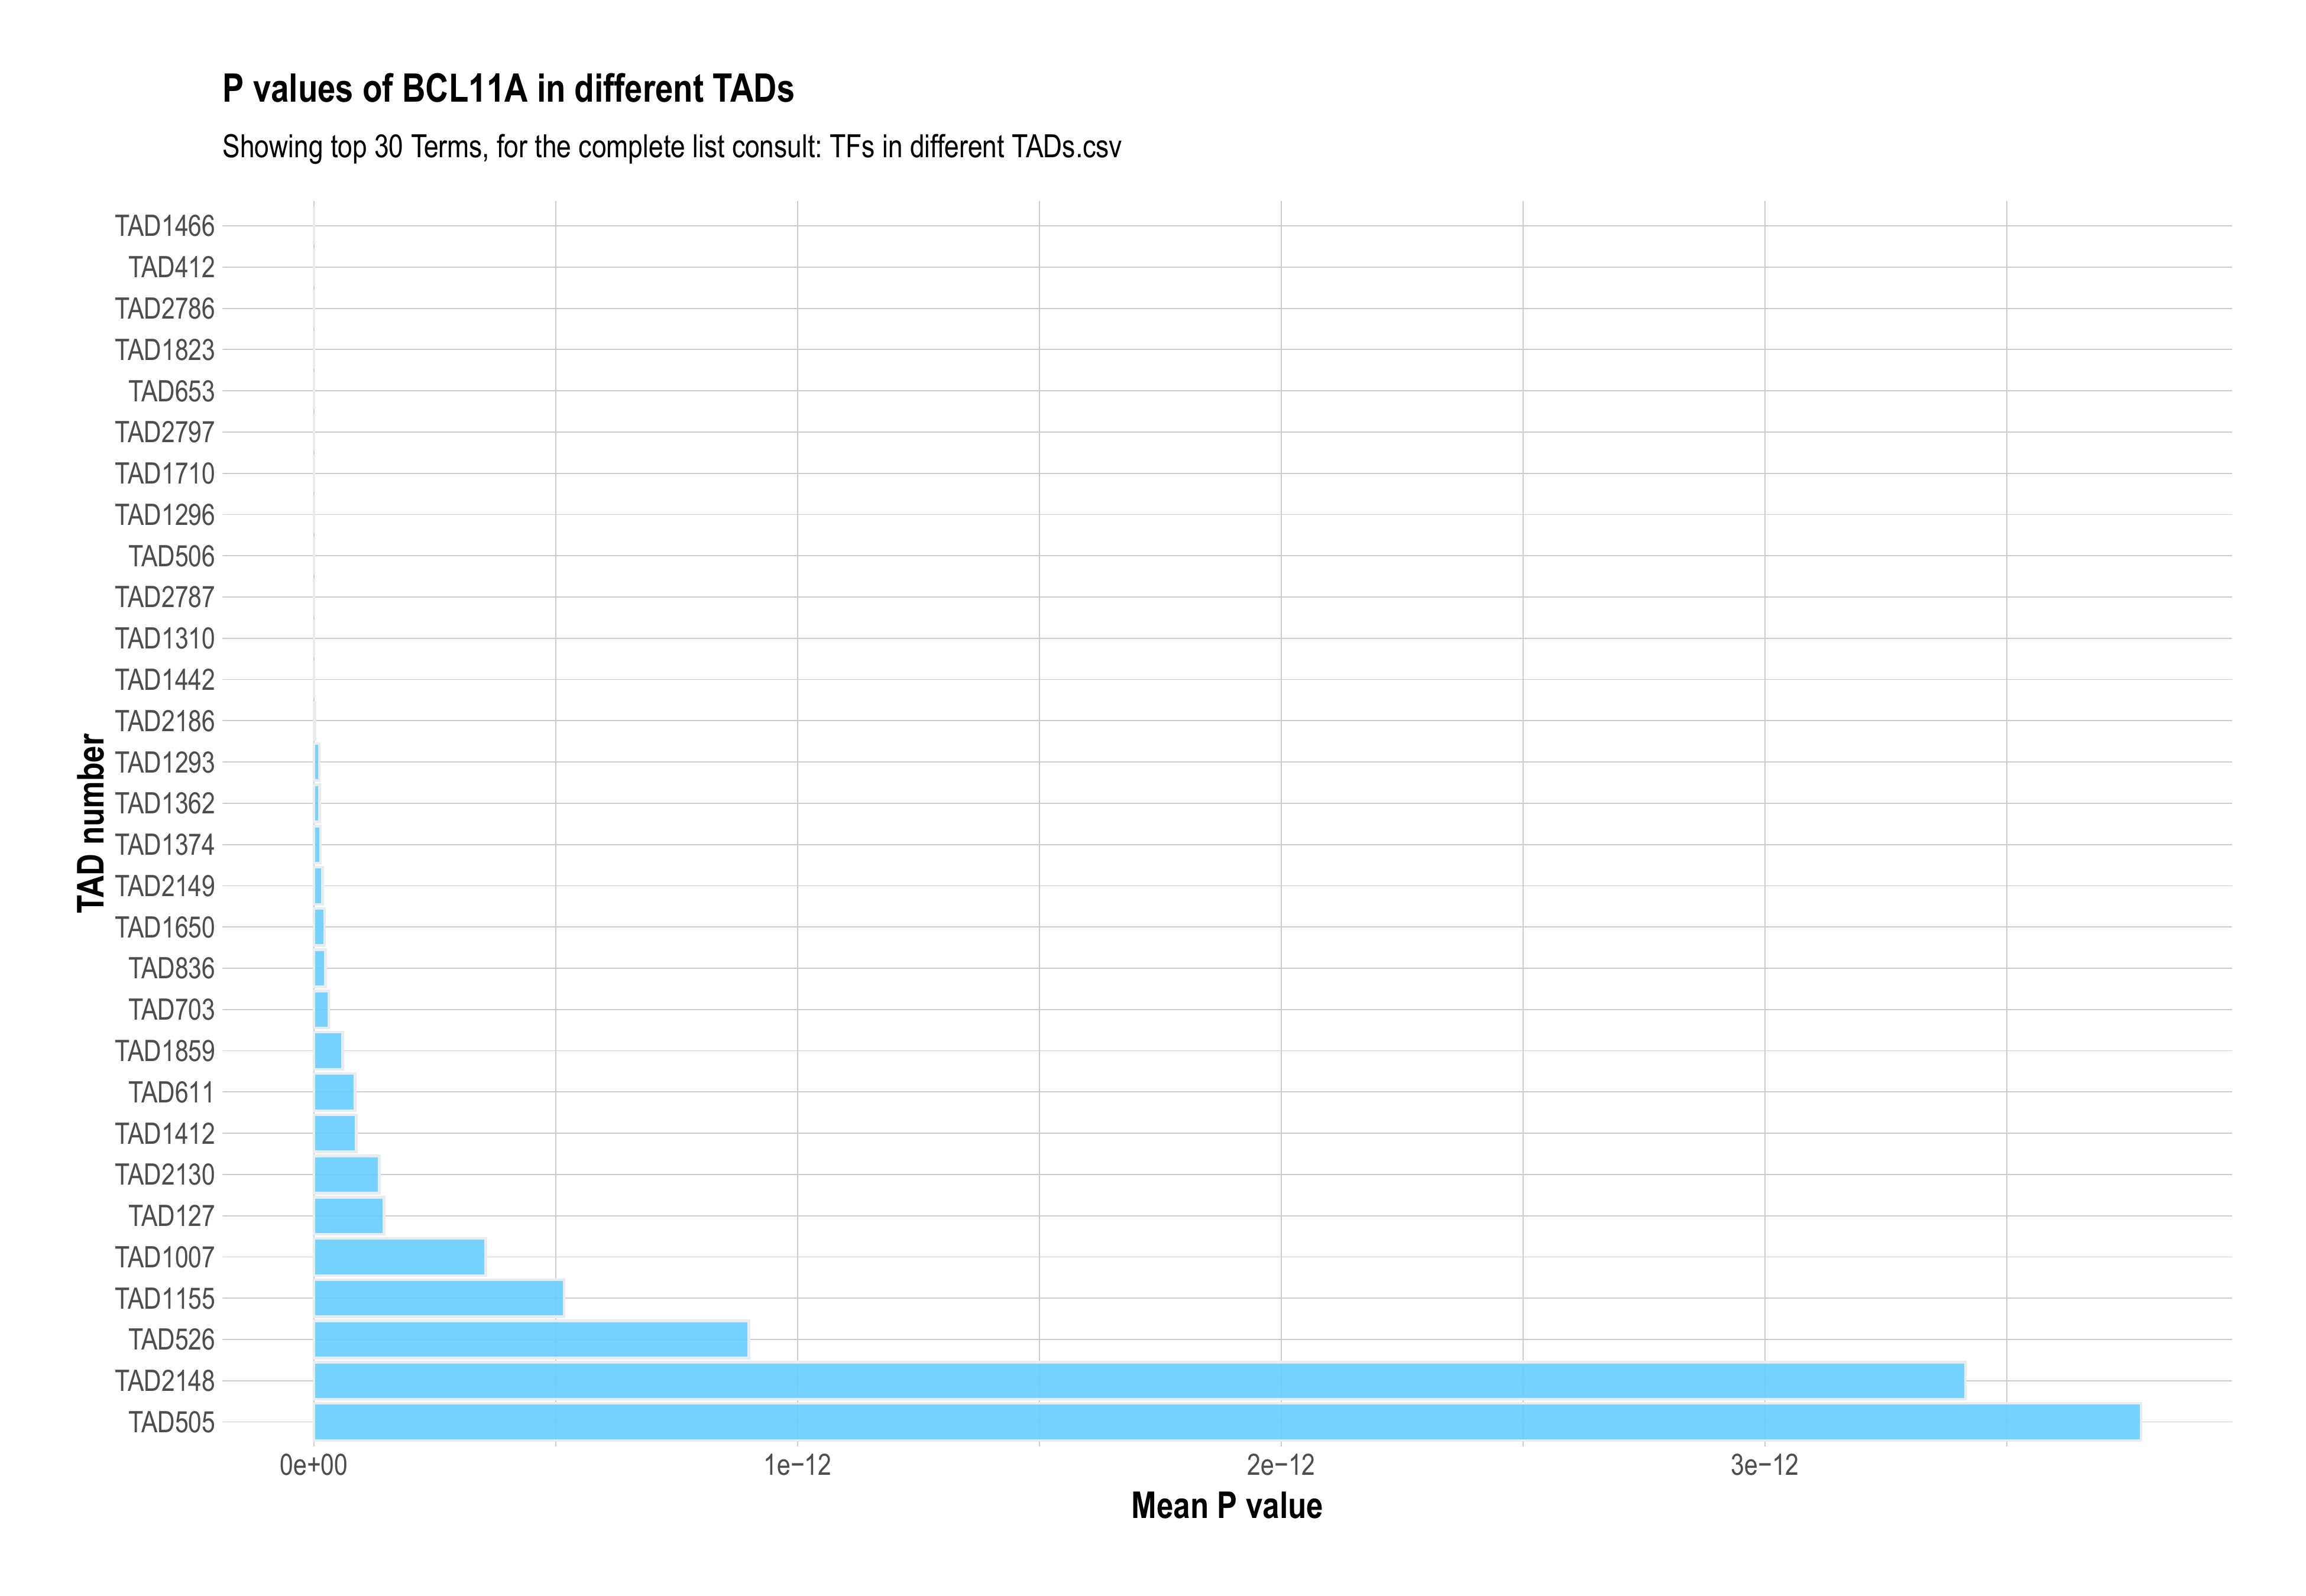 P values of BCL11A in different TADs
Showing top 30 Terms, for the complete list consult: TFs in different TADs.csv
TAD number
TAD1466
TAD412
TAD2786
TAD1823
TAD653
TAD2797
TAD1710
TAD1296
TAD506
TAD2787
TAD1310
TAD1442
TAD2186
TAD1293
TAD1362
TAD1374
TAD2149
TAD1650
TAD836
TAD703
TAD1859
TAD611
TAD1412
TAD2130
TAD127
TAD1007
TAD1155
TAD526
TAD2148
TAD505
0e+00 1e−12 2e−12 3e−12
Mean P value